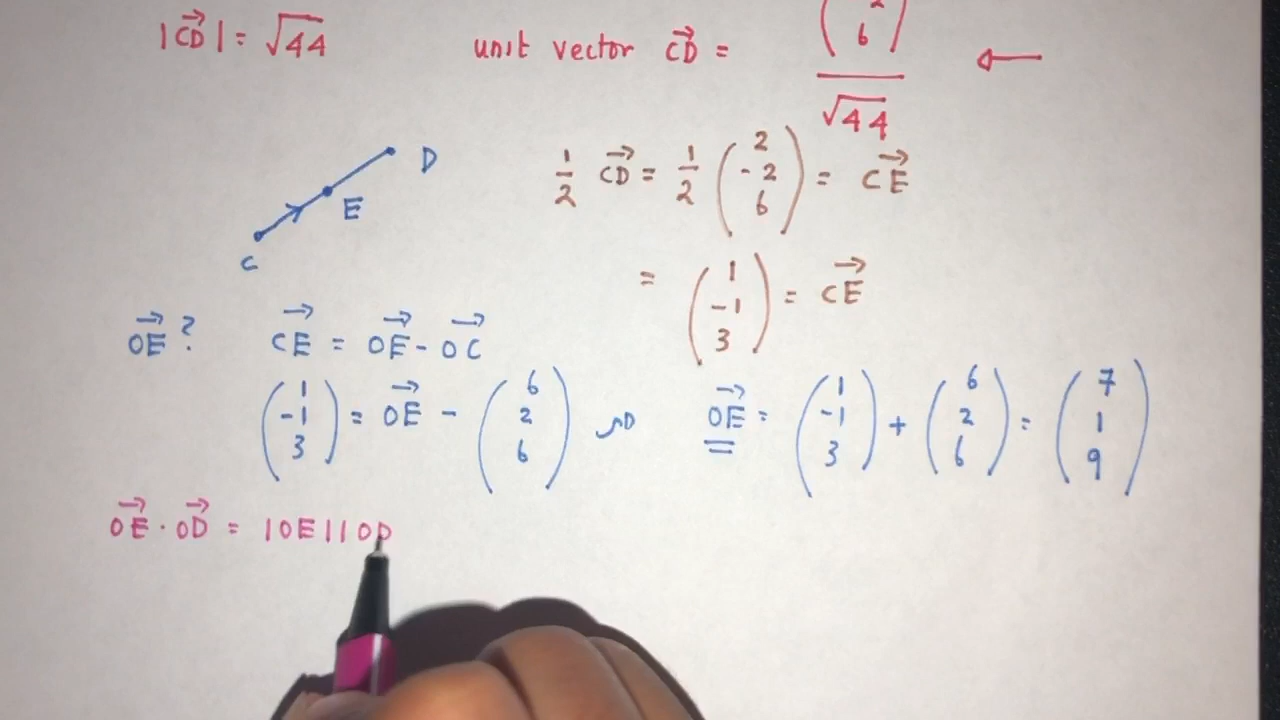 |CD| = √44 unit vector CD = ( 2 6 ) / √44 ←
D
E
C
1/2 CD = 1/2 ( 2 -2 6 ) = CE
= ( 1 -1 3 ) = CE
OE ? CE = OE - OC
( 1 -1 3 ) = OE - ( 6 2 6 ) OE = ( 1 -1 3 ) + ( 6 2 6 ) = ( 7 1 9 )
OE · OD = |OE||OD